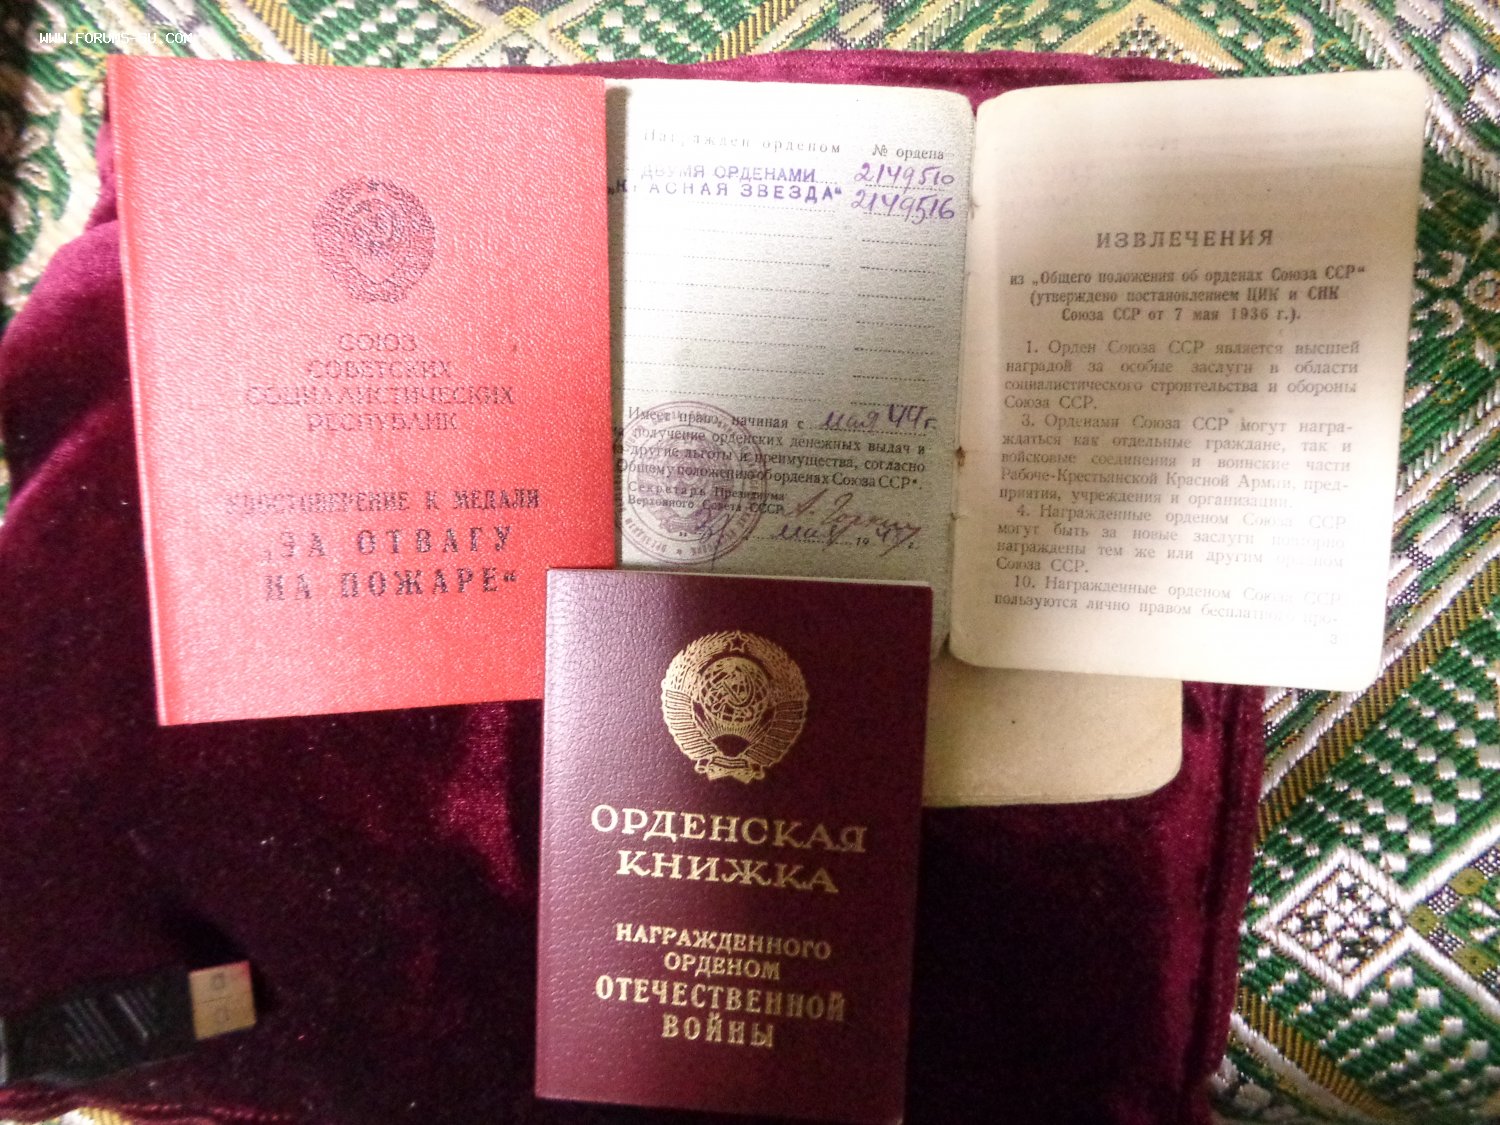 WWW.FORUMS-SU.COM
СОЮЗ
СОВЕТСКИХ
СОЦИАЛИСТИЧЕСКИХ
РЕСПУБЛИК
УДОСТОВЕРЕНИЕ К МЕДАЛИ
„ЗА ОТВАГУ
НА ПОЖАРЕ“
Награжден орденом № ордена
ДВУМЯ ОРДЕНАМИ 2149510
„КРАСНАЯ ЗВЕЗДА“ 2149516
Имеет право, начиная с мая 44 г.
на получение орденских денежных выдач и
другие льготы и преимущества, согласно
„Общему положению об орденах Союза ССР“.
Секретарь Президиума
Верховного Совета СССР
мая 1947 г.
ИЗВЛЕЧЕНИЯ
из „Общего положения об орденах Союза ССР“
(утверждено постановлением ЦИК и СНК
Союза ССР от 7 мая 1936 г.).
1. Орден Союза ССР является высшей
наградой за особые заслуги в области
социалистического строительства и обороны
Союза ССР.
3. Орденами Союза ССР могут награ-
ждаться как отдельные граждане, так и
войсковые соединения и воинские части
Рабоче-Крестьянской Красной Армии, пред-
приятия, учреждения и организации.
4. Награжденные орденом Союза ССР
могут быть за новые заслуги повторно
награждены тем же или другим орденом
Союза ССР.
10. Награжденные орденом Союза ССР
пользуются лично правом бесплатного про-
3
ОРДЕНСКАЯ
КНИЖКА
НАГРАЖДЕННОГО
ОРДЕНОМ
ОТЕЧЕСТВЕННОЙ
ВОЙНЫ